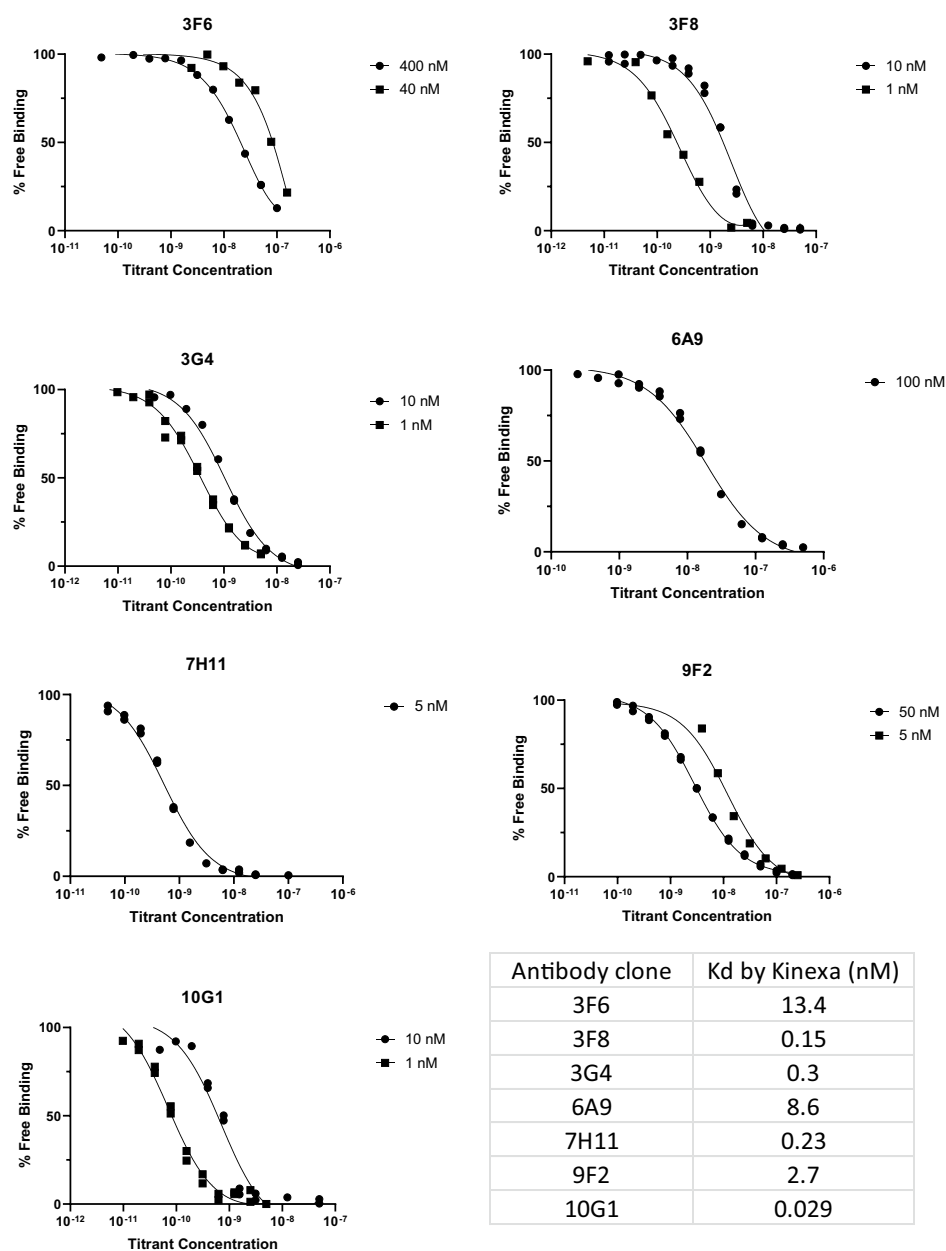 3F6
100
50
0
% Free Binding
10-11 10-10 10-9 10-8 10-7 10-6
Titrant Concentration
400 nM
40 nM
3F8
100
50
0
% Free Binding
10-12 10-11 10-10 10-9 10-8 10-7
Titrant Concentration
10 nM
1 nM
3G4
100
50
0
% Free Binding
10-12 10-11 10-10 10-9 10-8 10-7
Titrant Concentration
10 nM
1 nM
6A9
100
50
0
% Free Binding
10-10 10-9 10-8 10-7 10-6
Titrant Concentration
100 nM
7H11
100
50
0
% Free Binding
10-11 10-10 10-9 10-8 10-7 10-6
Titrant Concentration
5 nM
9F2
100
50
0
% Free Binding
10-11 10-10 10-9 10-8 10-7 10-6
Titrant Concentration
50 nM
5 nM
10G1
100
50
0
% Free Binding
10-12 10-11 10-10 10-9 10-8 10-7
Titrant Concentration
10 nM
1 nM
Antibody clone Kd by Kinexa (nM)
3F6 13.4
3F8 0.15
3G4 0.3
6A9 8.6
7H11 0.23
9F2 2.7
10G1 0.029